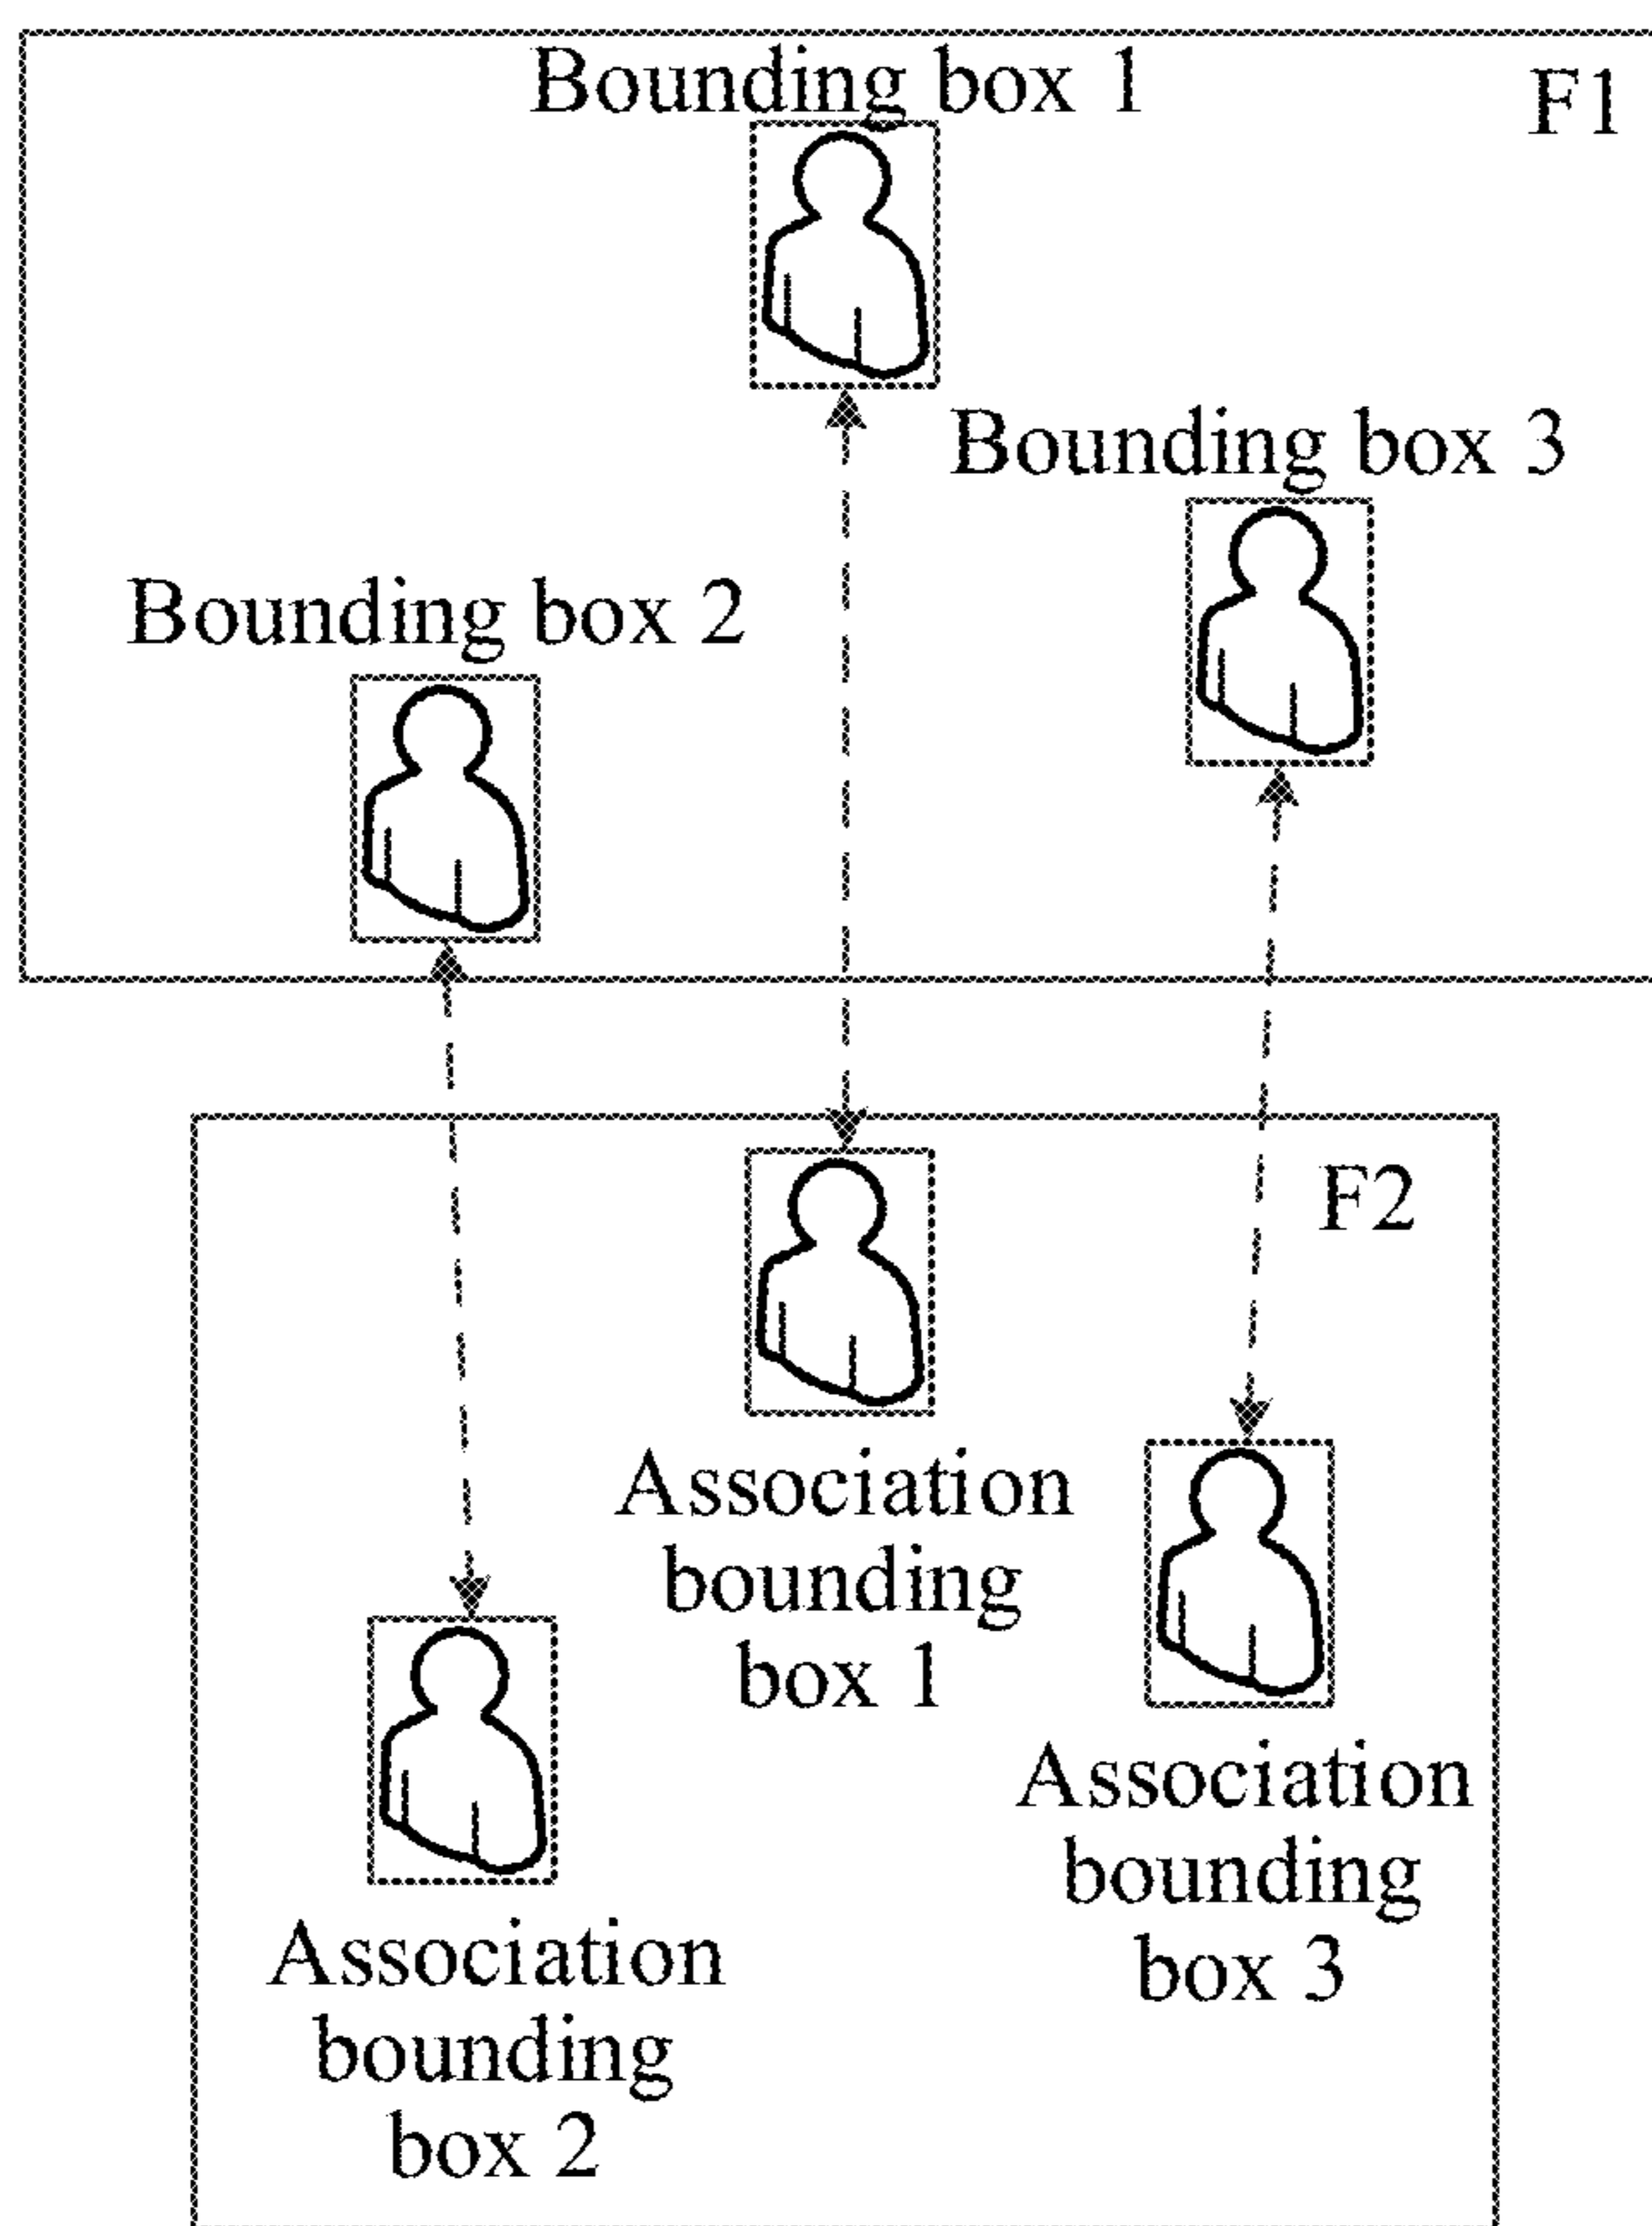 Bounding box 1
F1
Bounding box 3
Bounding box 2
F2
Association
bounding
box 1
Association
bounding
box 3
Association
bounding
box 2